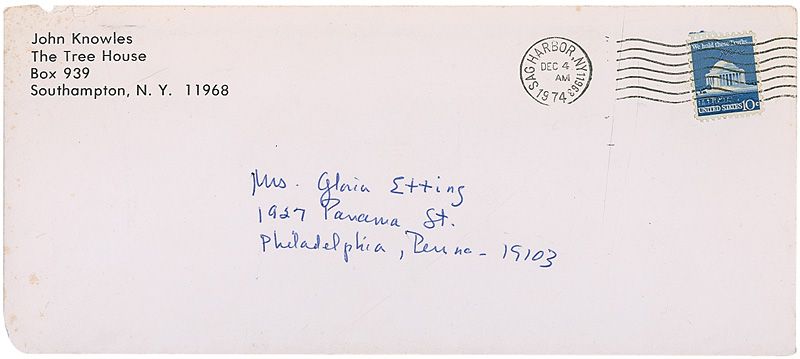 John Knowles
The Tree House
Box 939
Southampton, N. Y. 11968
SAG HARBOR, NY 11963
DEC 4
AM
1974
We hold these Truths...
UNITED STATES 10c
Mrs. Gloria Etting
1927 Panama St.
Philadelphia, Penna- 19103